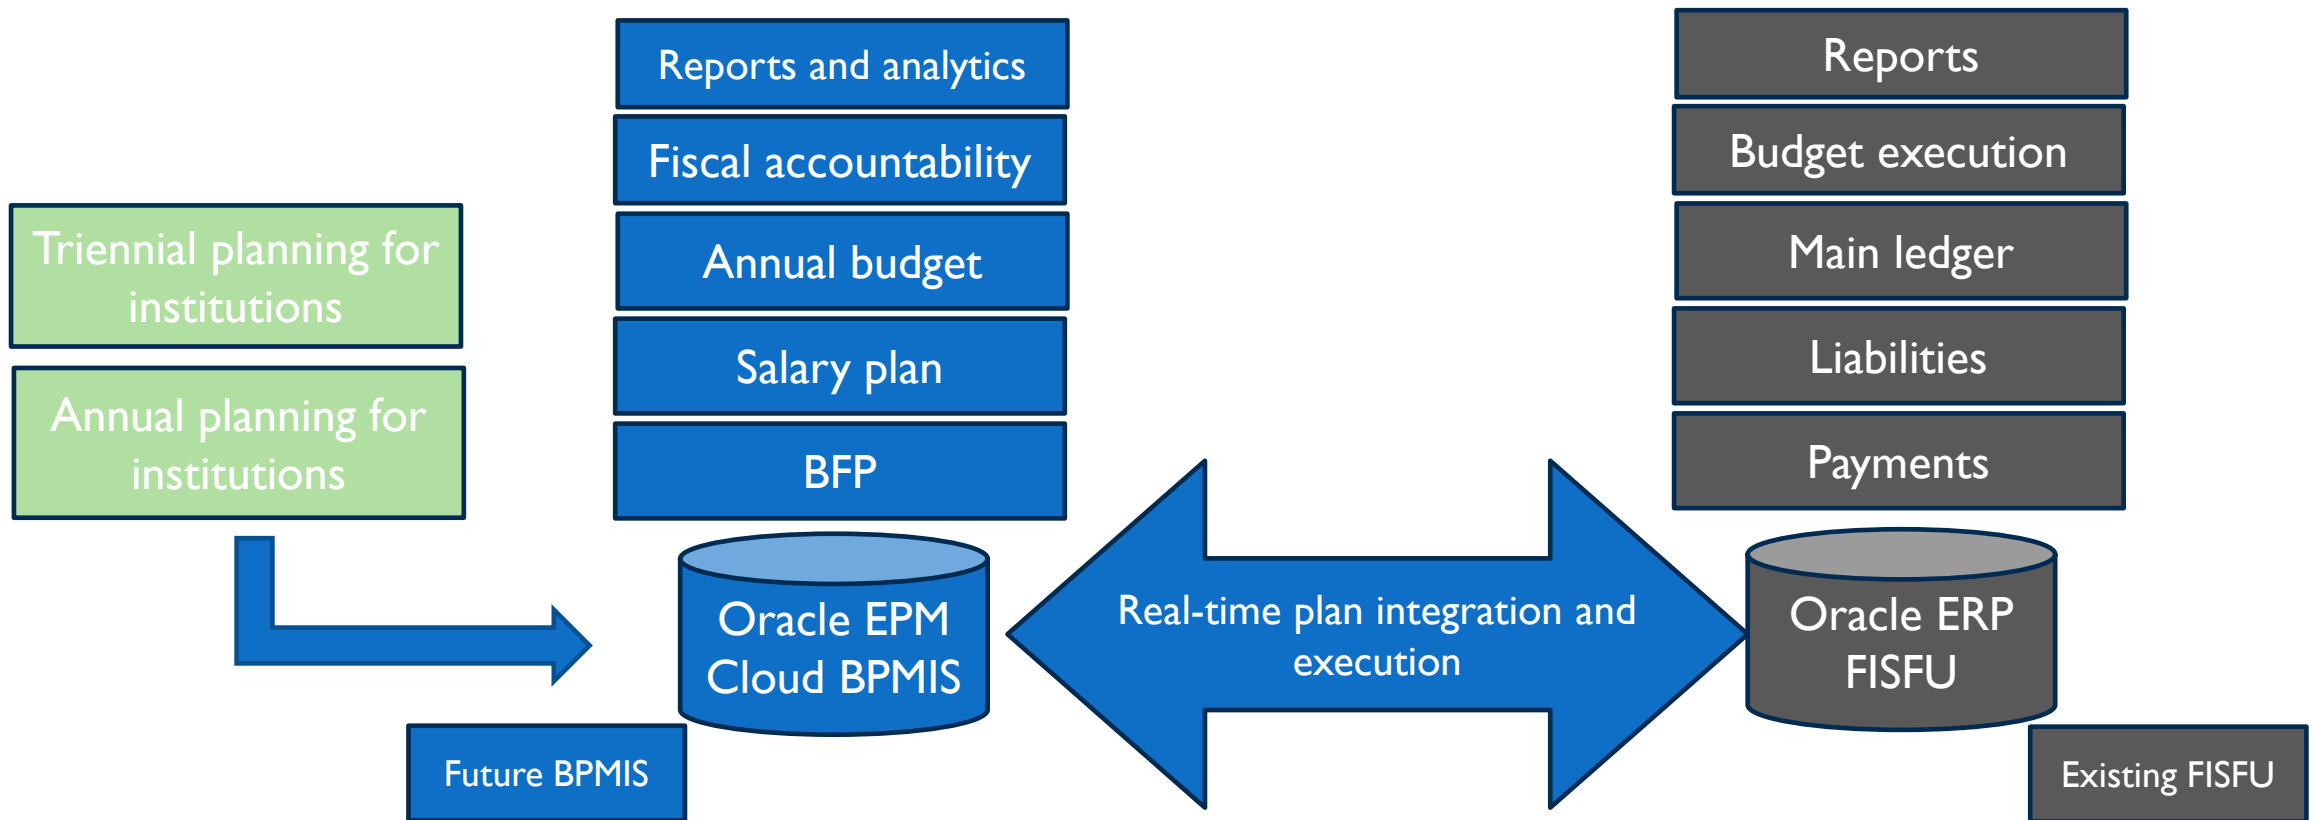 Triennial planning for
institutions
Annual planning for
institutions
Reports and analytics
Fiscal accountability
Annual budget
Salary plan
BFP
Oracle EPM
Cloud BPMIS
Future BPMIS
Real-time plan integration and
execution
Reports
Budget execution
Main ledger
Liabilities
Payments
Oracle ERP
FISFU
Existing FISFU